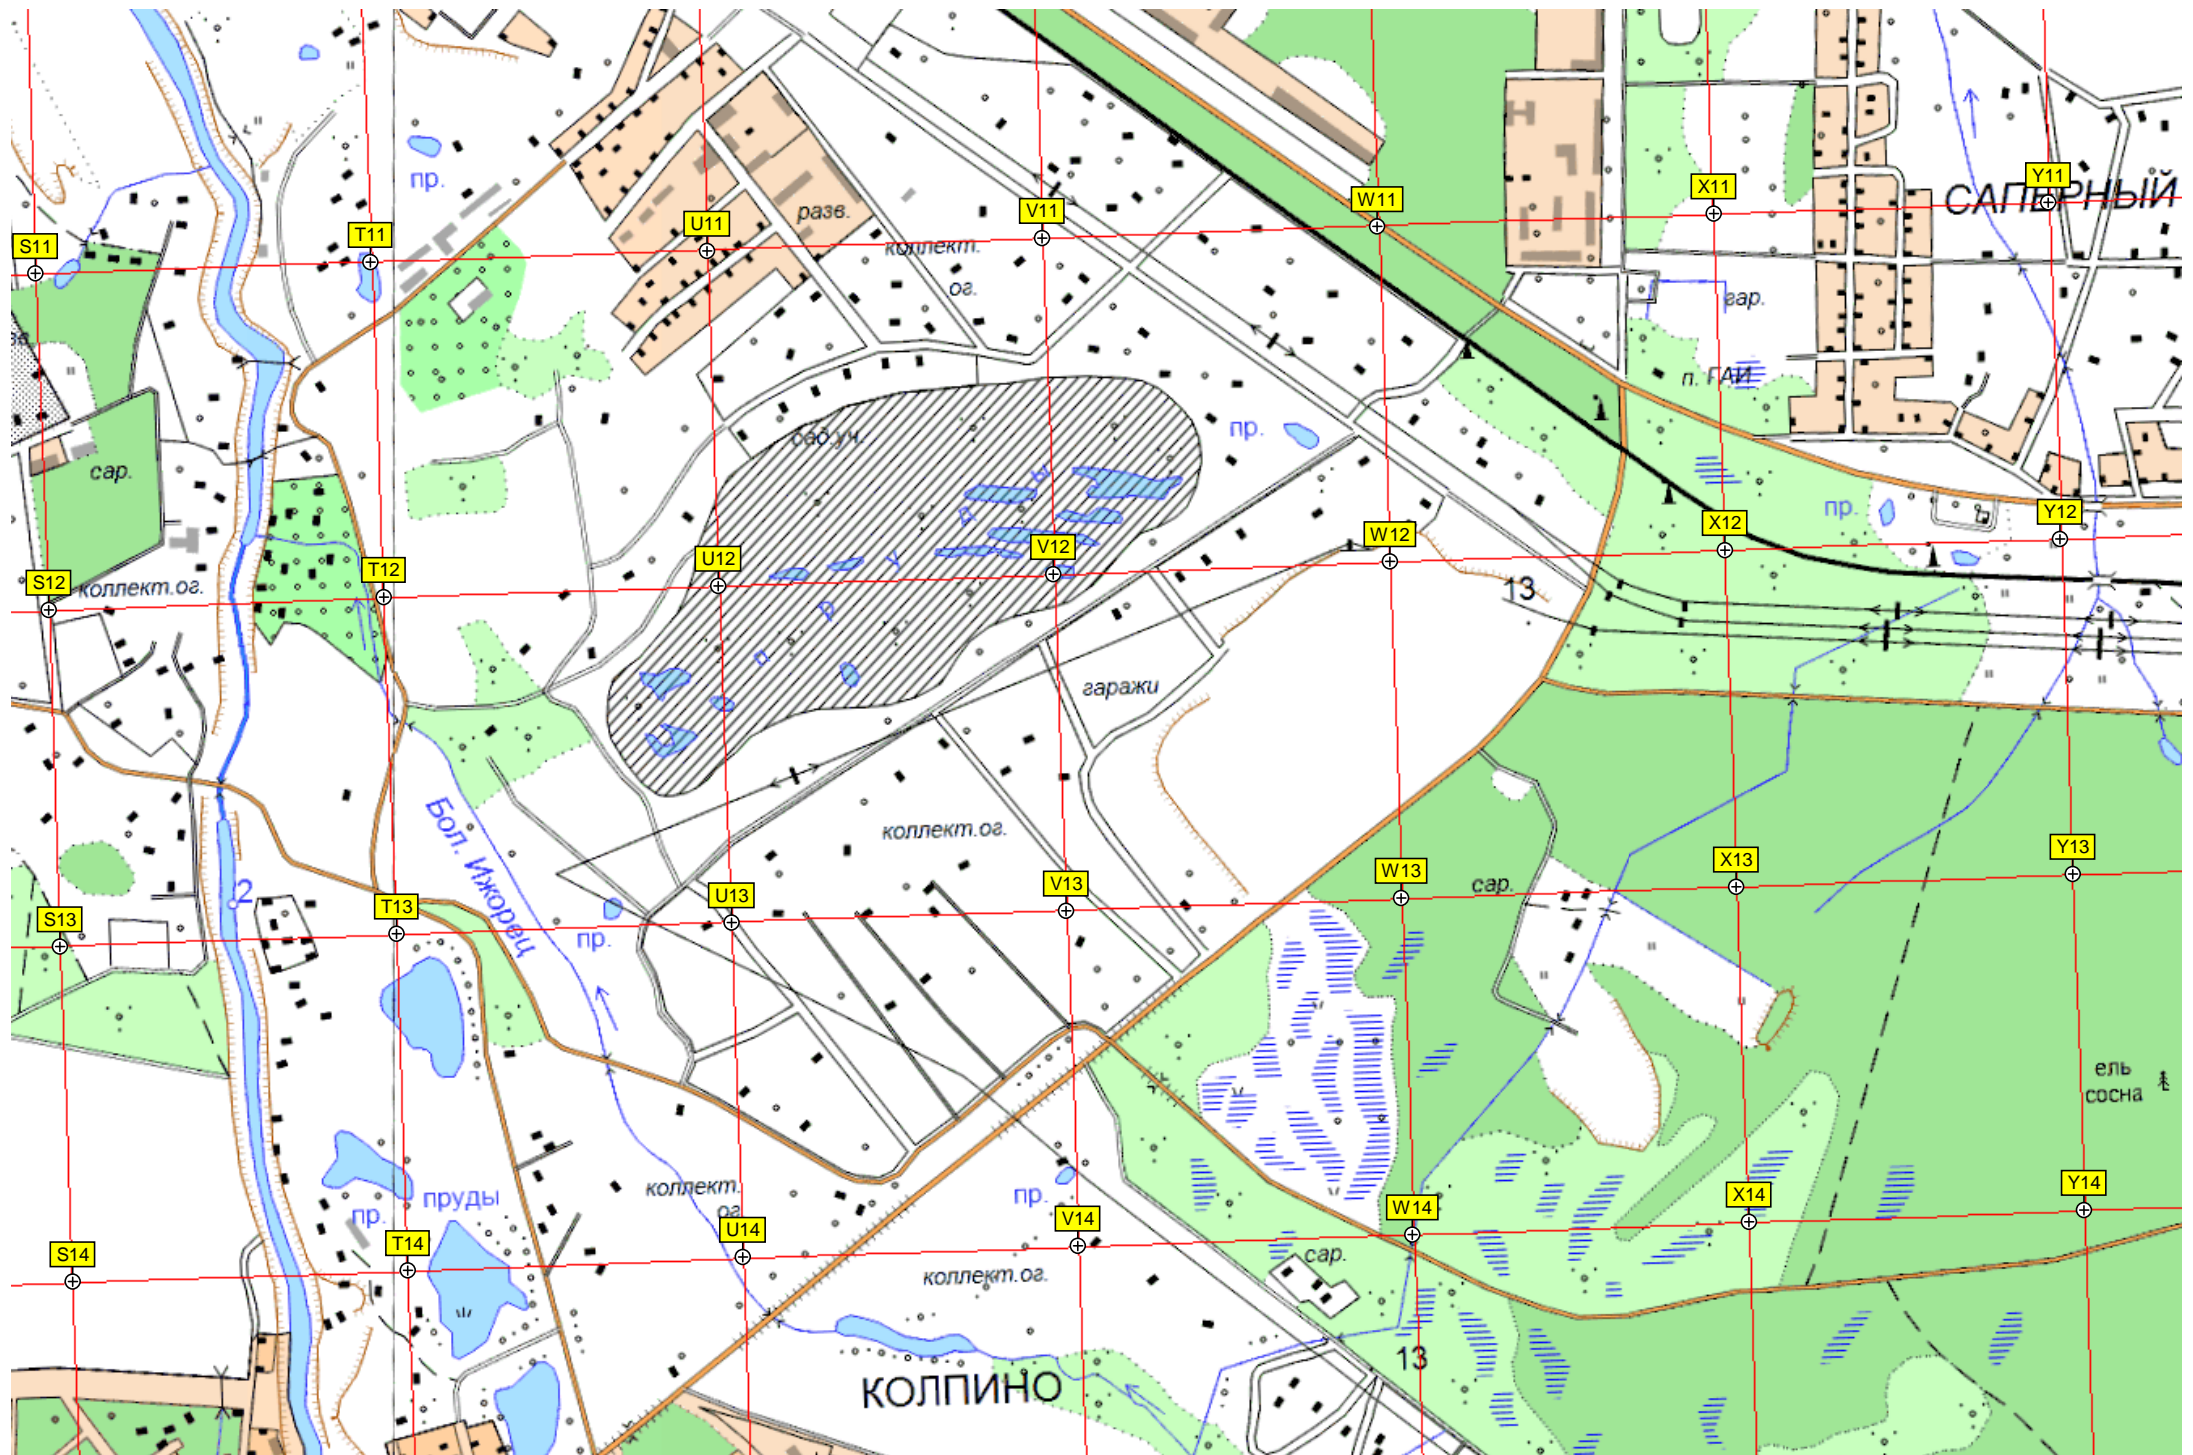 пр.
Y11
X11
САПЕРНЫЙ
W11
V11
разв.
U11
T11
S11
коллект.
ог.
гар.
п. ГАИ
пр.
сад.уч.
сар.
пр.
Y12
X12
W12
V12
U12
T12
S12
коллект.ог.
13
пруды
гаражи
Бол. Ижорец
коллект.ог.
Y13
X13
W13
V13
U13
T13
S13
сар.
2
пр.
ель
сосна
пруды
пр.
коллект.
ог.
пр.
Y14
X14
W14
V14
U14
T14
S14
сар.
коллект.ог.
13
КОЛПИНО